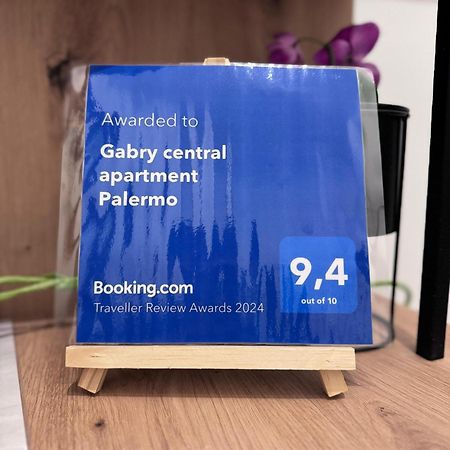 Awarded to
Gabry central
apartment
Palermo
9,4
out of 10
Booking.com
Traveller Review Awards 2024